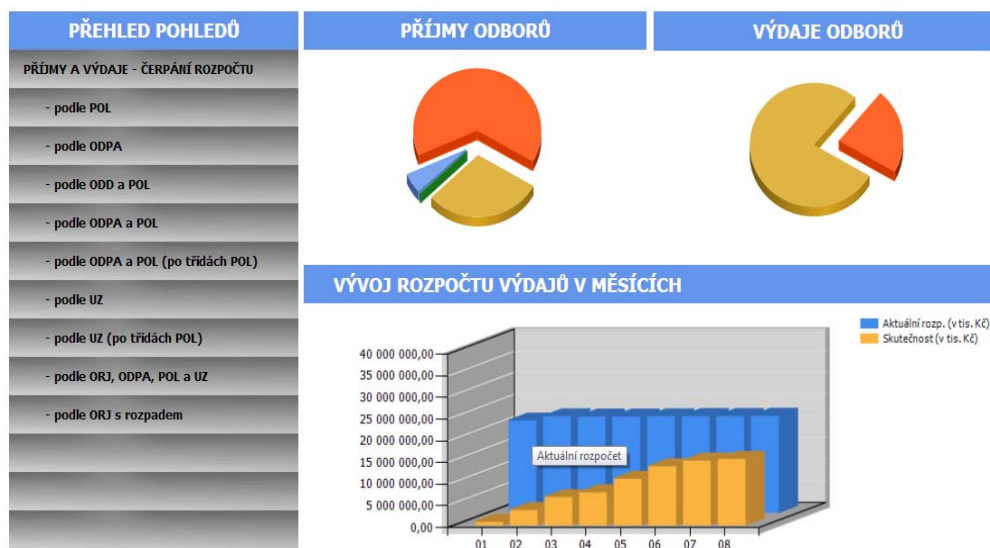 PŘEHLED POHLEDŮ
PŘÍJMY A VÝDAJE - ČERPÁNÍ ROZPOČTU
- podle POL
- podle ODPA
- podle ODD a POL
- podle ODPA a POL
- podle ODPA a POL (po třídách POL)
- podle UZ
- podle UZ (po třídách POL)
- podle ORJ, ODPA, POL a UZ
- podle ORJ s rozpadem
PŘÍJMY ODBORŮ
VÝDAJE ODBORŮ
VÝVOJ ROZPOČTU VÝDAJŮ V MĚSÍCÍCH
Aktuální rozp. (v tis. Kč)
Skutečnost (v tis. Kč)
40 000 000,00
35 000 000,00
30 000 000,00
25 000 000,00
20 000 000,00
15 000 000,00
10 000 000,00
5 000 000,00
0,00
Aktuální rozpočet
01 02 03 04 05 06 07 08